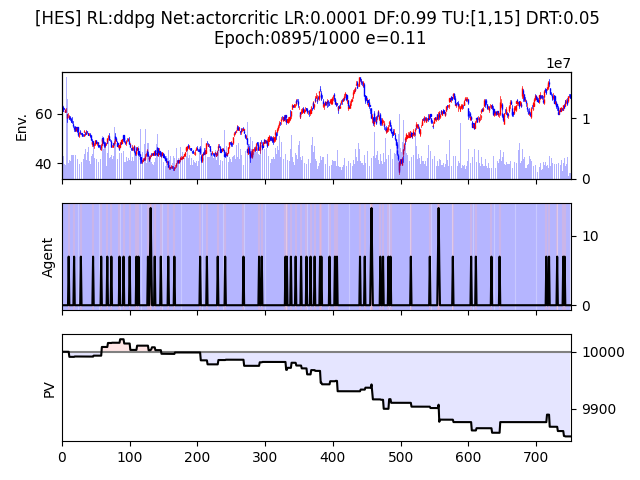 [HES] RL:ddpg Net:actorcritic LR:0.0001 DF:0.99 TU:[1,15] DRT:0.05
Epoch:0895/1000 e=0.11
1e7
Env.
60
40
1
0
Agent
10
0
PV
10000
9900
0 100 200 300 400 500 600 700